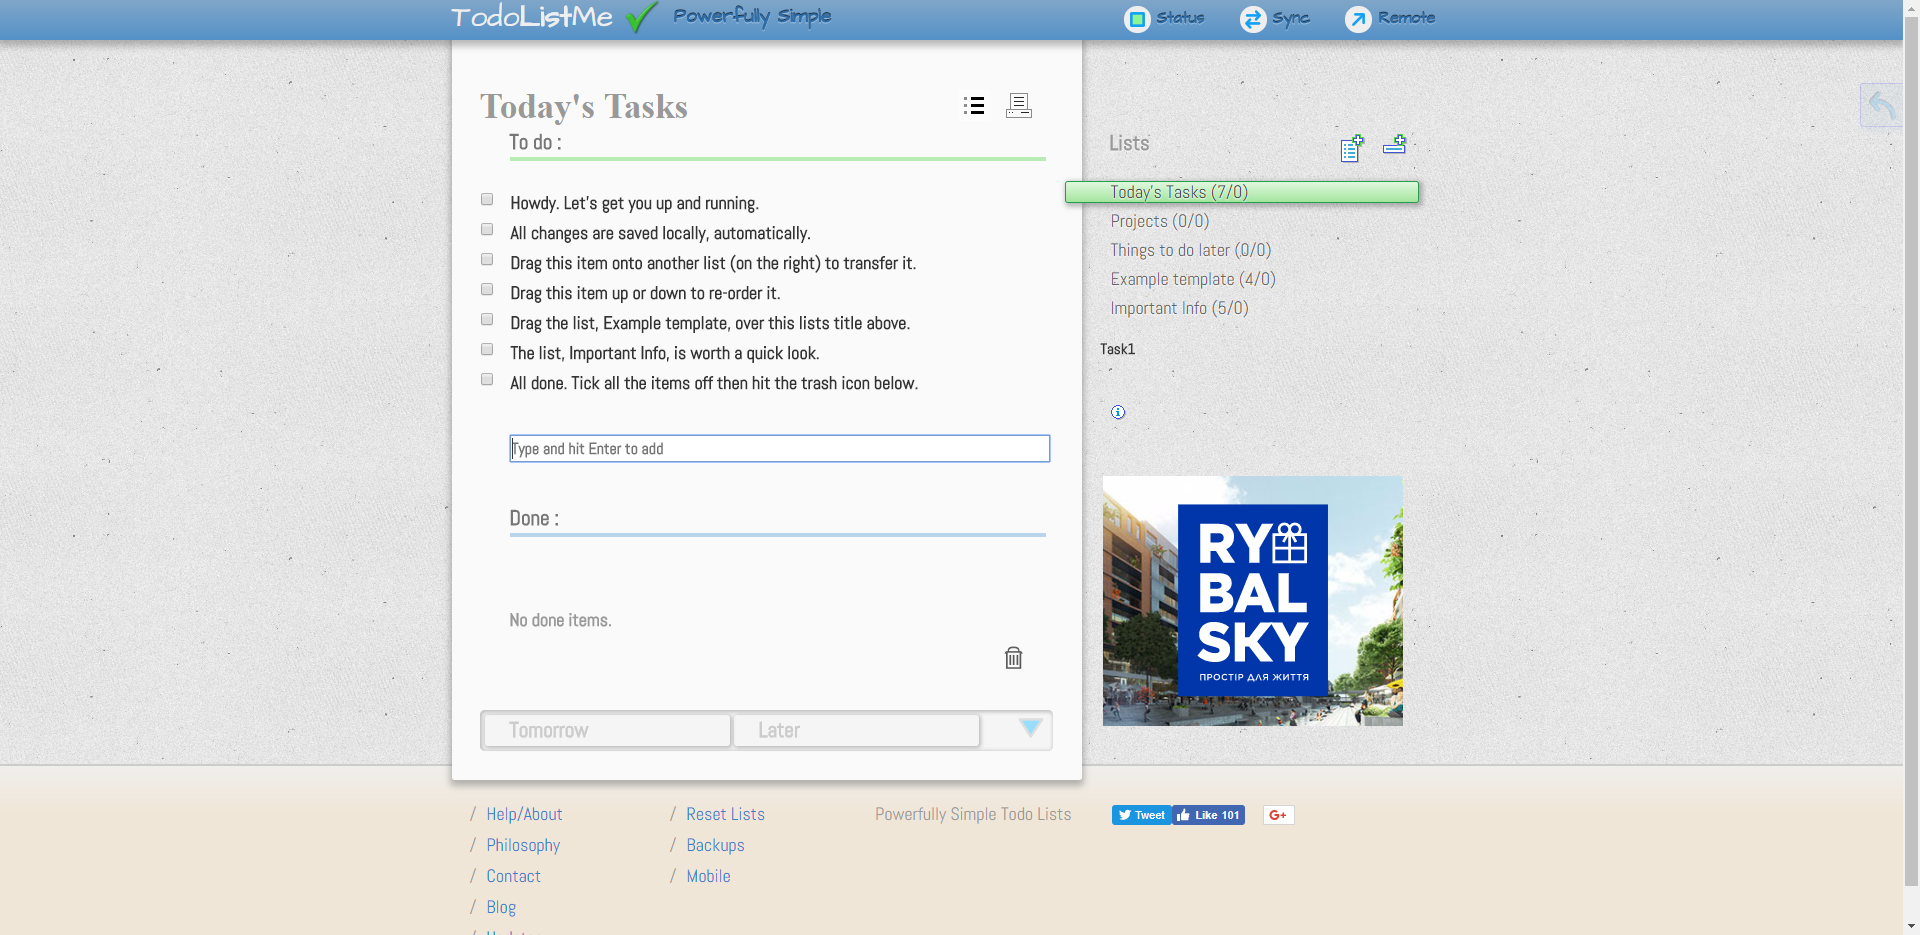 TodoListMe Powerfully Simple
Status Sync Remote
Today's Tasks
To do :
Howdy. Let's get you up and running.
All changes are saved locally, automatically.
Drag this item onto another list (on the right) to transfer it.
Drag this item up or down to re-order it.
Drag the list, Example template, over this lists title above.
The list, Important Info, is worth a quick look.
All done. Tick all the items off then hit the trash icon below.
Type and hit Enter to add
Done :
No done items.
Tomorrow
Later
Lists
Today's Tasks (7/0)
Projects (0/0)
Things to do later (0/0)
Example template (4/0)
Important Info (5/0)
Task1
RY
BAL
SKY
ПРОСТІР ДЛЯ ЖИТТЯ
/ Help/About
/ Philosophy
/ Contact
/ Blog
/ Reset Lists
/ Backups
/ Mobile
Powerfully Simple Todo Lists
Tweet
Like 101
G+